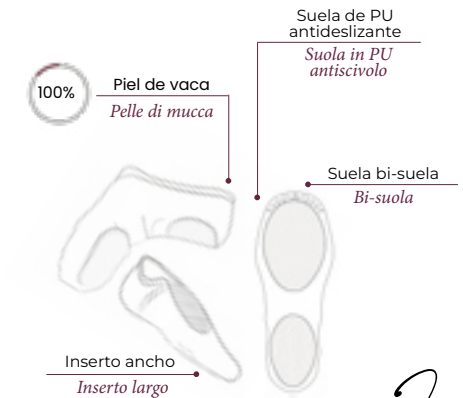 Suela de PU
antideslizante
Suola in PU
antiscivolo
100%
Piel de vaca
Pelle di mucca
Suela bi-suela
Bi-suola
Inserto ancho
Inserto largo